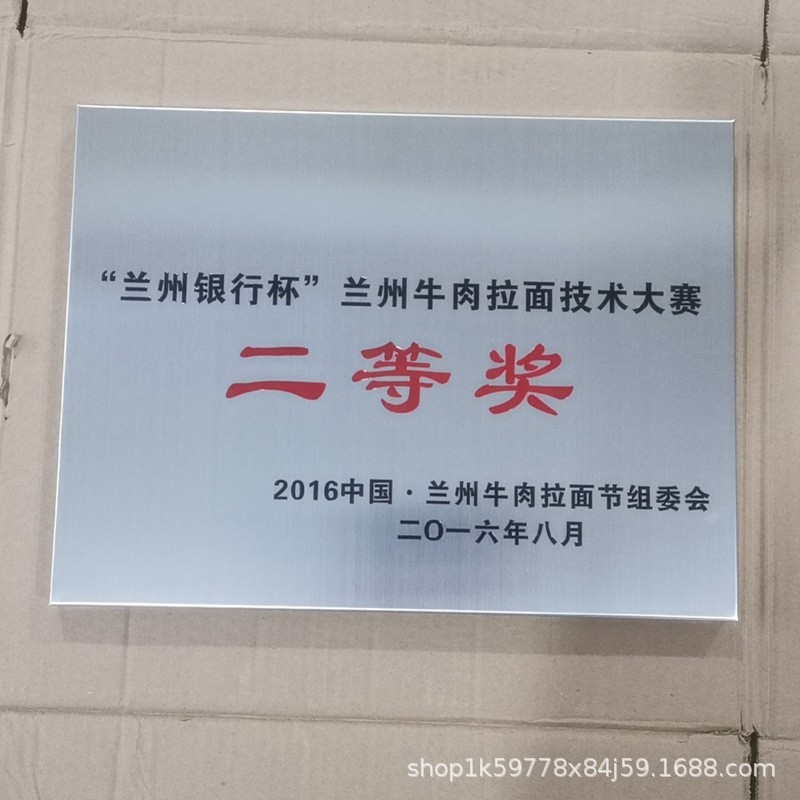 “兰州银行杯”兰州牛肉拉面技术大赛
二等奖
2016中国·兰州牛肉拉面节组委会
二〇一六年八月
shop1k59778x84j59.1688.com